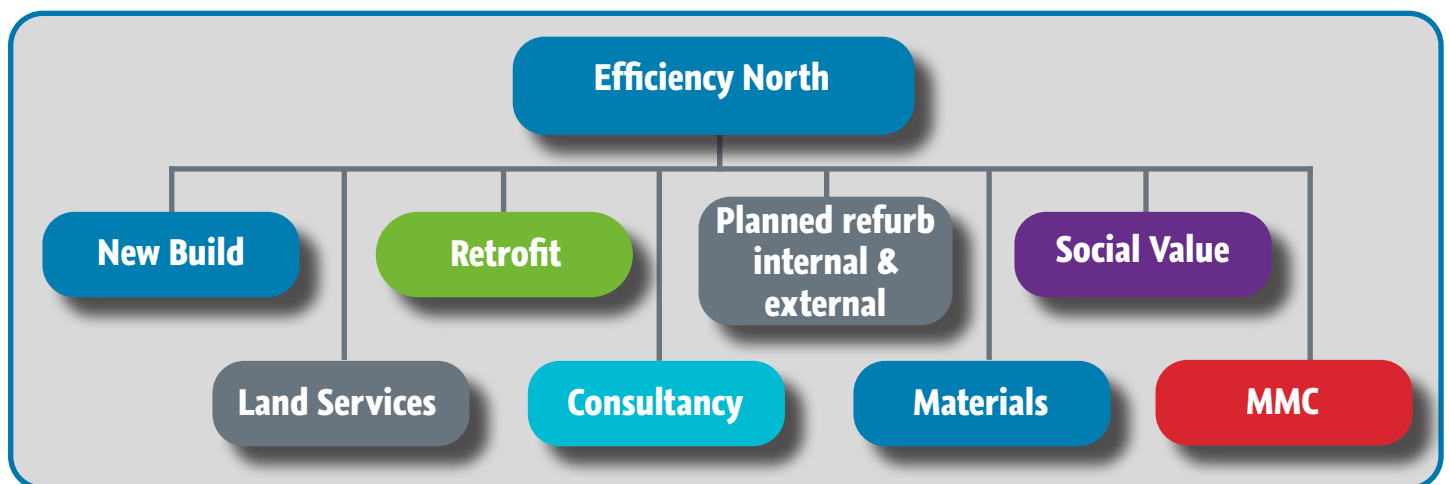 Efficiency North
New Build
Retrofit
Planned refurb
internal &
external
Social Value
Land Services
Consultancy
Materials
MMC